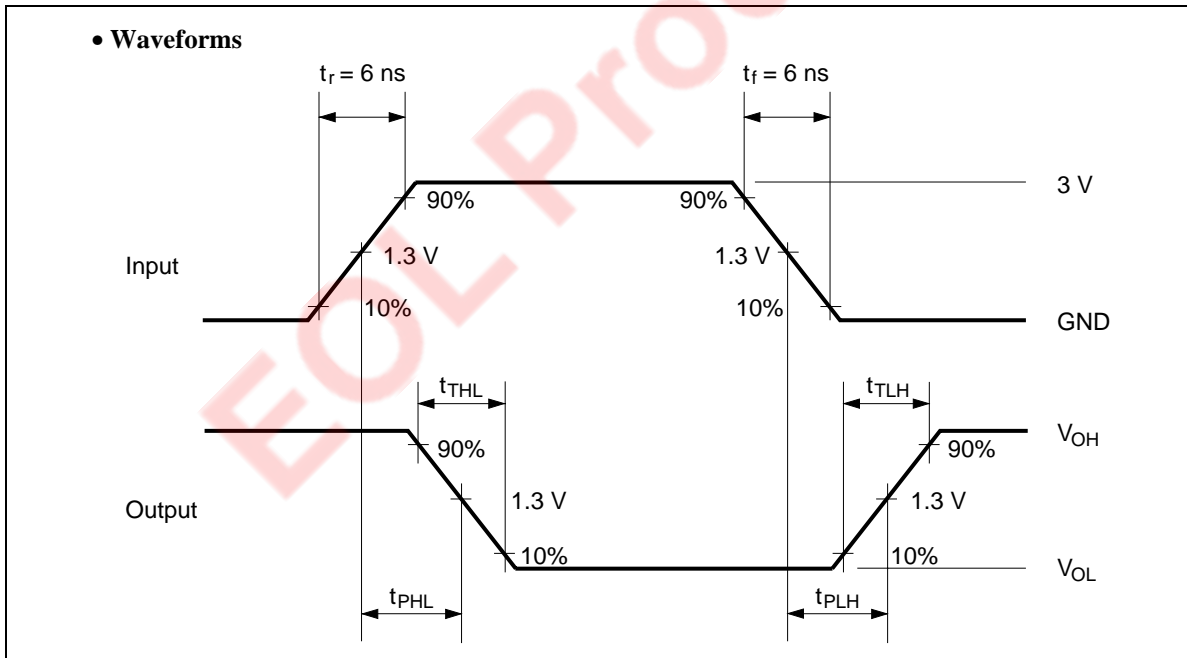 • Waveforms
tr = 6 ns
tf = 6 ns
90%
90%
3 V
1.3 V
1.3 V
Input
10%
10%
GND
tTHL
tTLH
90%
90%
VOH
1.3 V
1.3 V
Output
10%
10%
VOL
tPHL
tPLH
EOL Pro